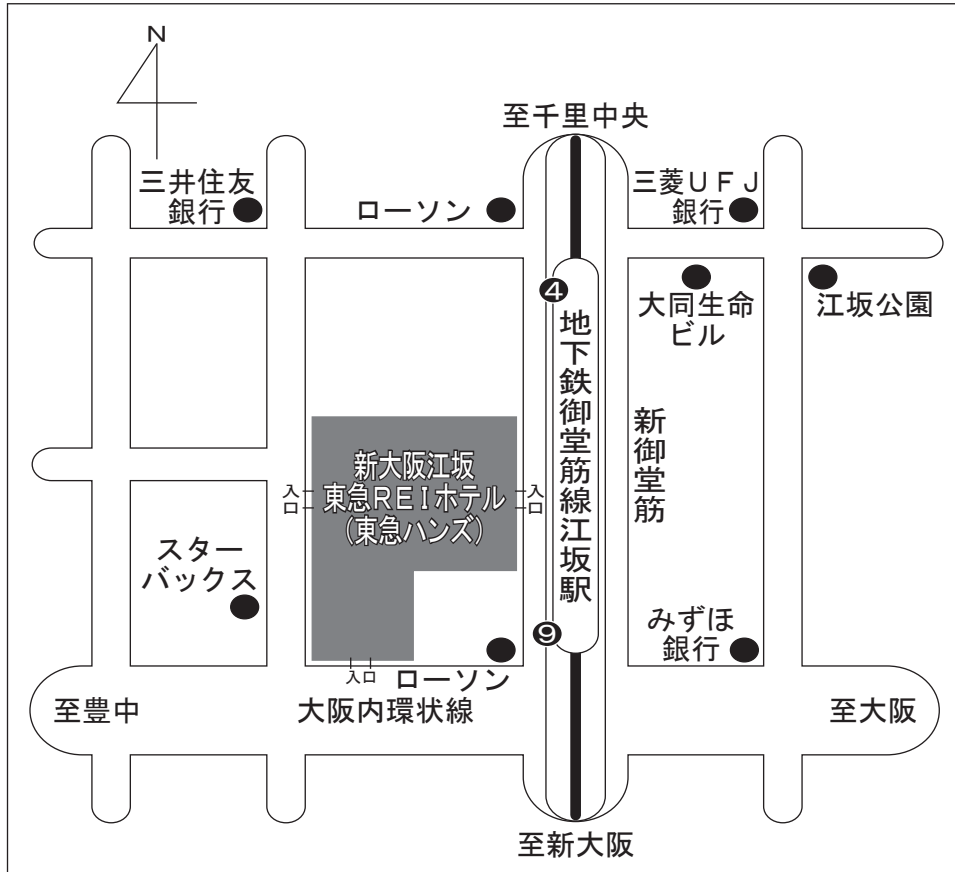 N
至千里中央
三井住友
銀行
ローソン
三菱ＵＦＪ
銀行
❹
大同生命
ビル
江坂公園
地下鉄御堂筋線江坂駅
新御堂筋
新大阪江坂
東急ＲＥＩホテル
(東急ハンズ)
入口
入口
スター
バックス
❾
みずほ
銀行
入口
ローソン
至豊中
大阪内環状線
至大阪
至新大阪